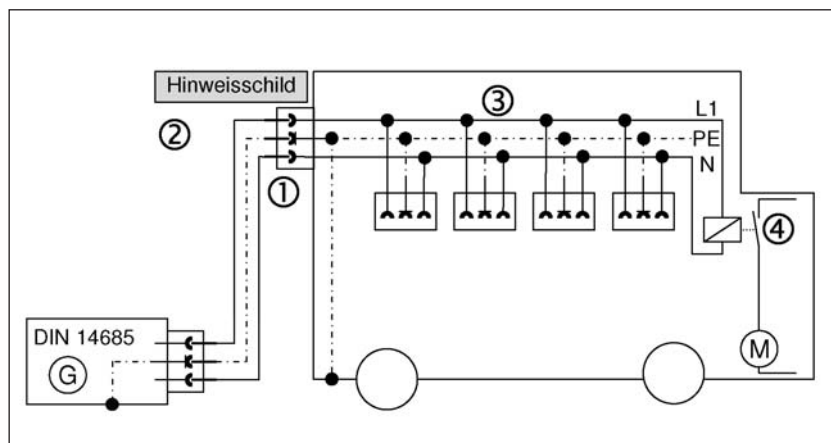 Hinweisschild
②
③
L1
PE
N
①
④
DIN 14685
G
M